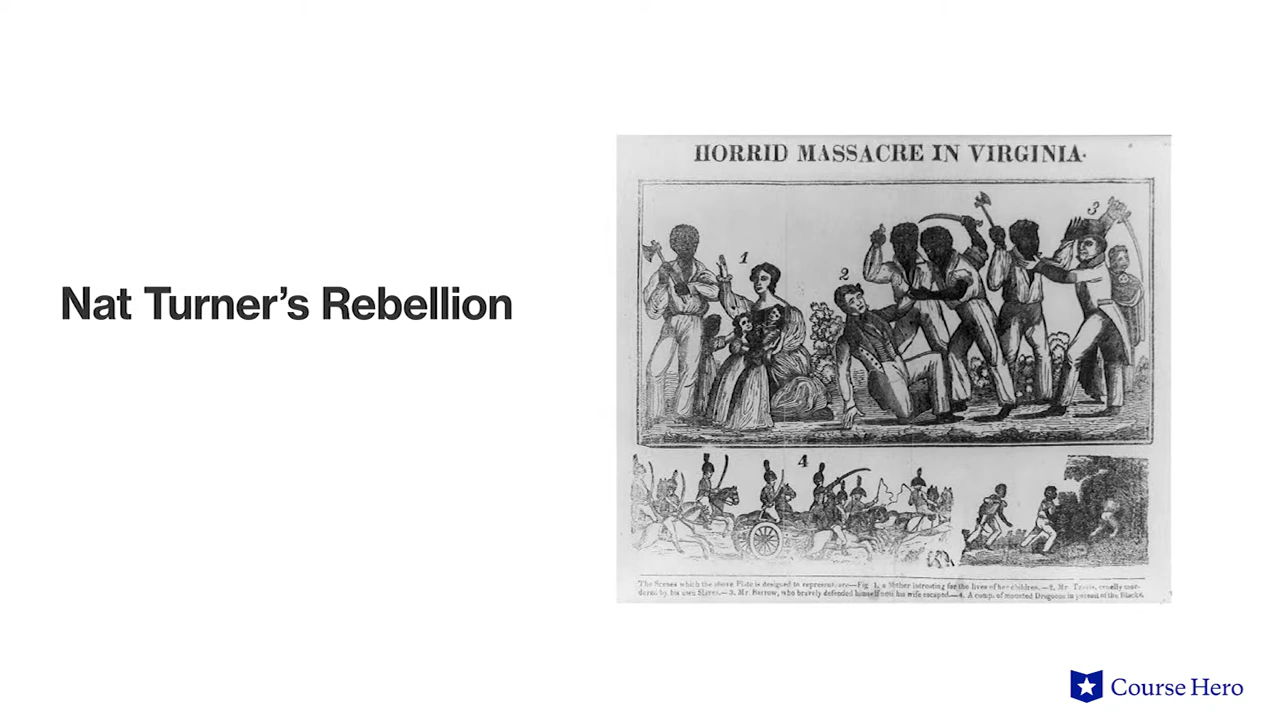 Nat Turner’s Rebellion
HORRID MASSACRE IN VIRGINIA.
1
2
3
4
The Scenes which the above Plate is designed to represent are—Fig 1. a Mother intreating for the lives of her children.—2. Mr. Travis, cruelly mur-
dered by his own Slaves.—3. Mr. Barrow, who bravely defended himself until his wife escaped.—4. A comp. of mounted Dragoons in pursuit of the Blacks.
Course Hero